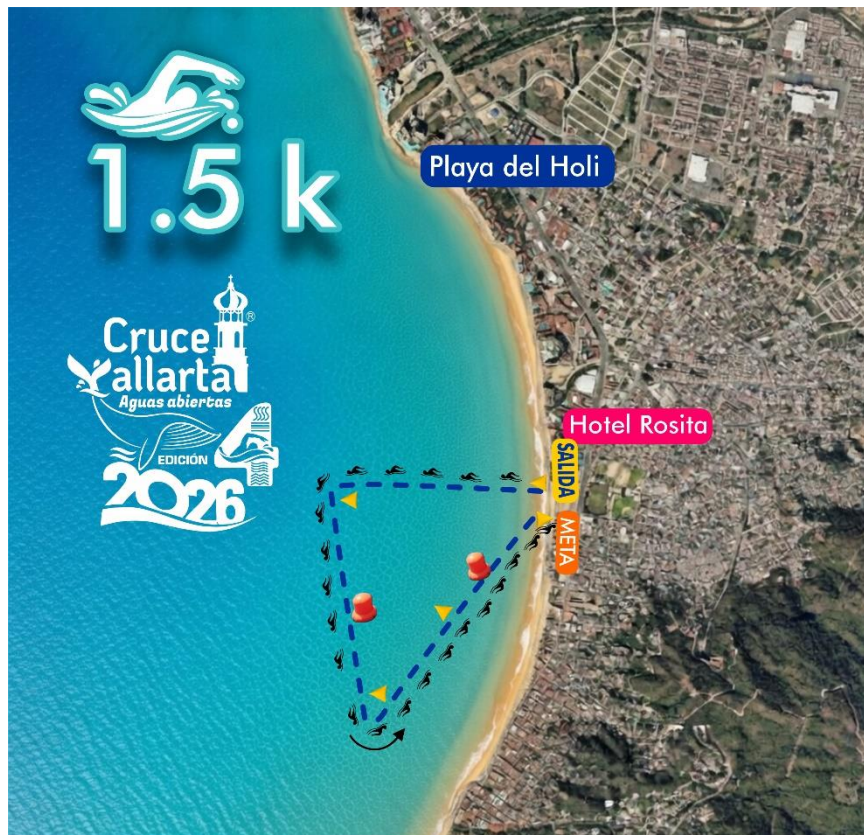 1.5 k
Playa del Holi
Cruce
Vallarta
®
Aguas abiertas
EDICIÓN
4
2026
Hotel Rosita
SALIDA
META